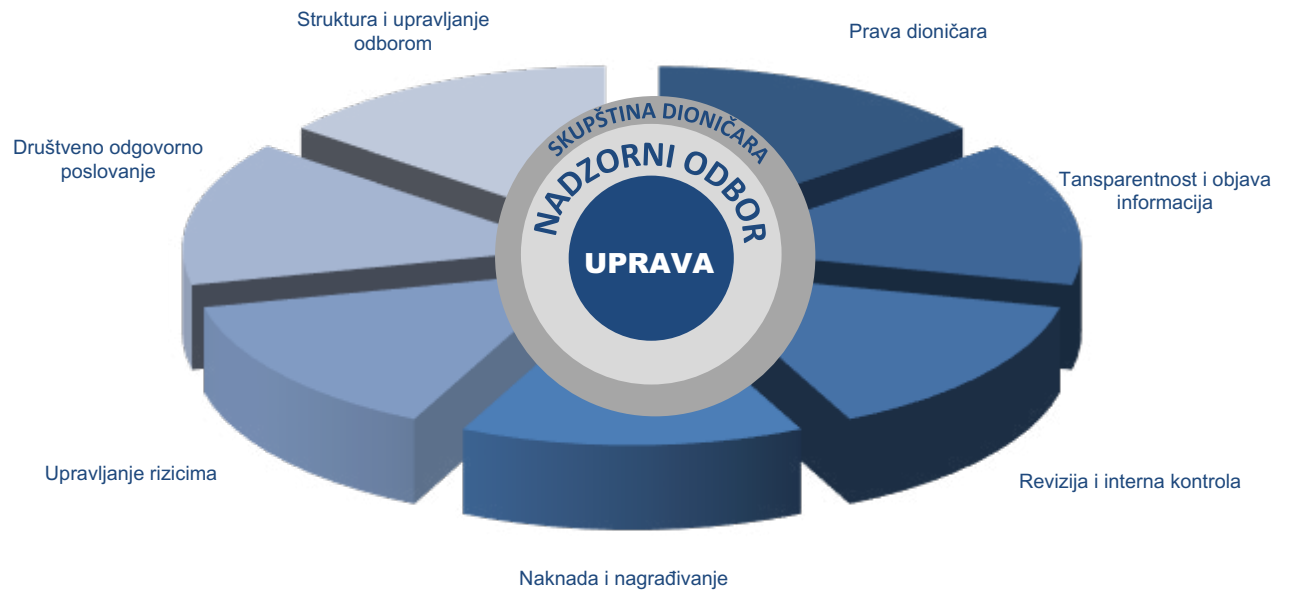 Struktura i upravljanje
odborom
Prava dioničara
Društveno odgovorno
poslovanje
SKUPŠTINA DIONIČARA
NADZORNI ODBOR
UPRAVA
Tansparentnost i objava
informacija
Upravljanje rizicima
Revizija i interna kontrola
Naknada i nagrađivanje